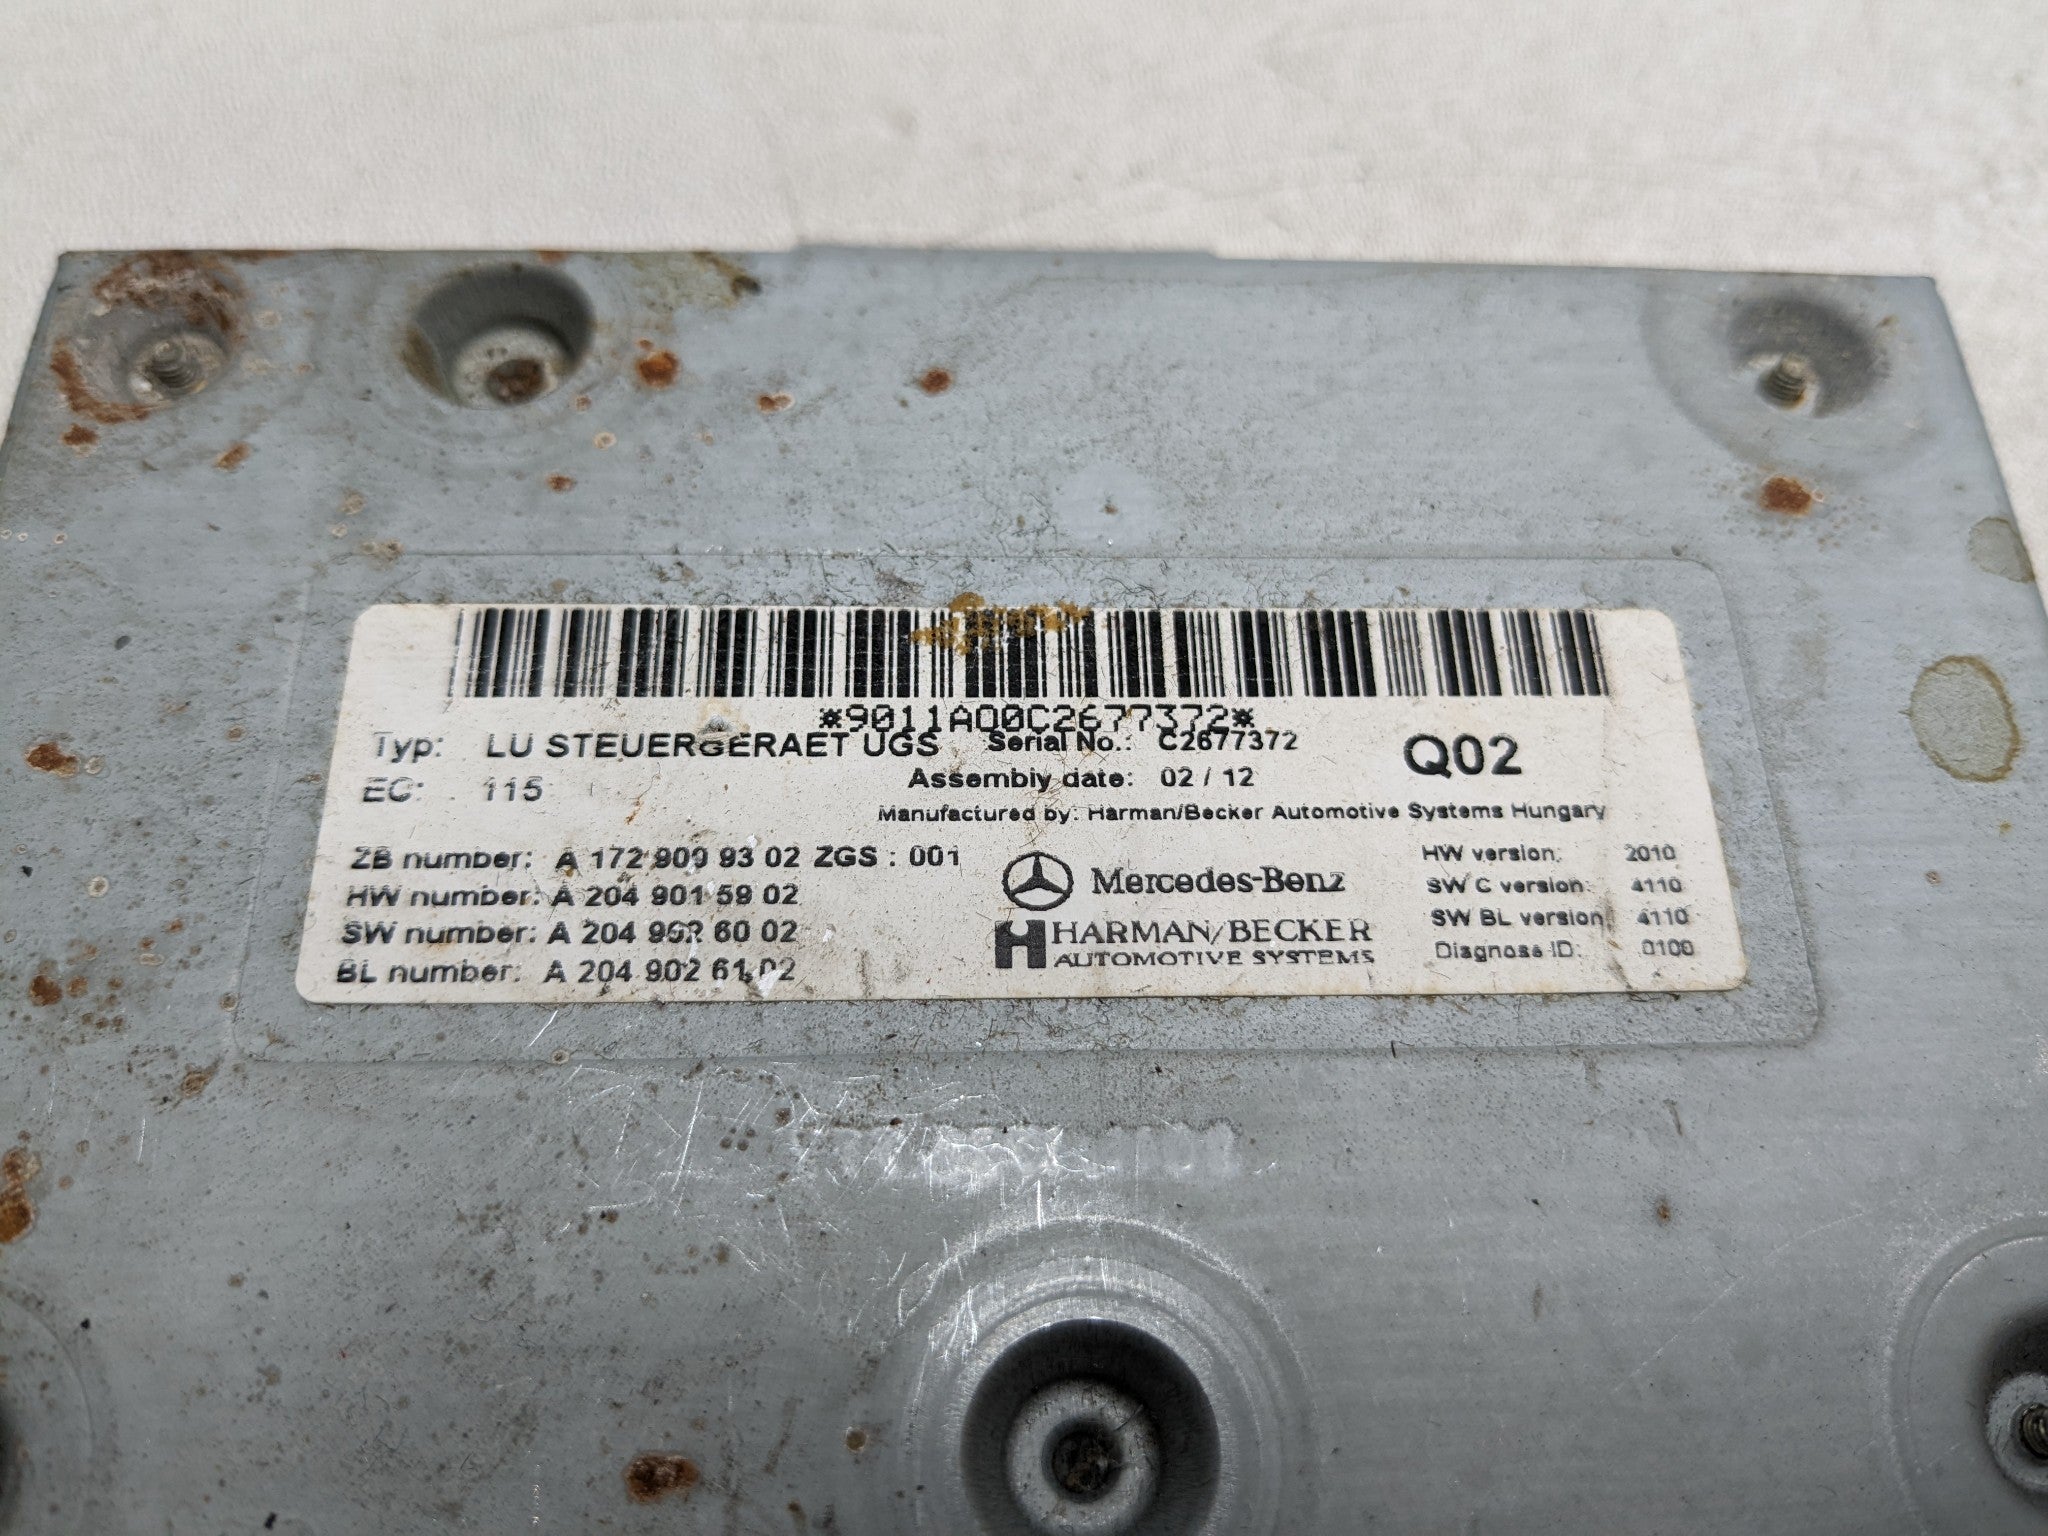 *9011AQ0C2677372*
Typ: LU STEUERGERAET UGS Serial No.: C2677372 Q02
EC: 115 Assembly date: 02 / 12
Manufactured by: Harman/Becker Automotive Systems Hungary
ZB number: A 172 900 93 02 ZGS : 001
HW number: A 204 901 59 02
SW number: A 204 902 60 02
BL number: A 204 902 61 02
Mercedes-Benz
HARMAN/BECKER
AUTOMOTIVE SYSTEMS
HW version: 2010
SW C version: 4110
SW BL version: 4110
Diagnose ID: 0100